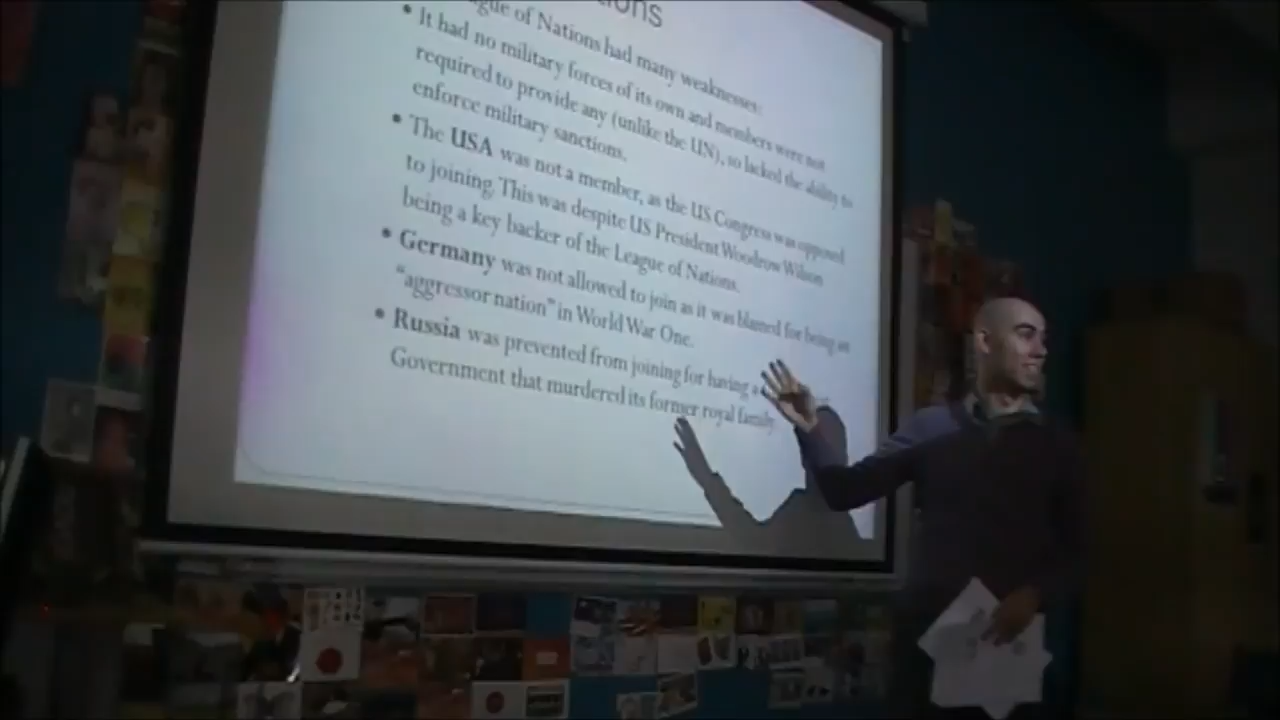 of Nations had many weaknesses:
• It had no military forces of its own and members were not
required to provide any (unlike the UN), so lacked the ability to
enforce military sanctions.
• The USA was not a member, as the US Congress was opposed
to joining. This was despite US President Woodrow Wilson
being a key backer of the League of Nations.
• Germany was not allowed to join as it was blamed for being an
"aggressor nation" in World War One.
• Russia was prevented from joining for having a
Government that murdered its former royal family